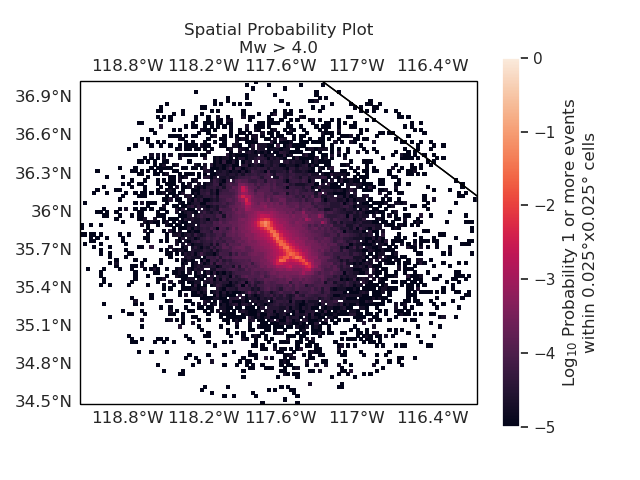 Spatial Probability Plot
Mw > 4.0
118.8°W 118.2°W 117.6°W 117°W 116.4°W
36.9°N
36.6°N
36.3°N
36°N
35.7°N
35.4°N
35.1°N
34.8°N
34.5°N
118.8°W 118.2°W 117.6°W 117°W 116.4°W
0
−1
−2
−3
−4
−5
Log₁₀ Probability 1 or more events
within 0.025°x0.025° cells